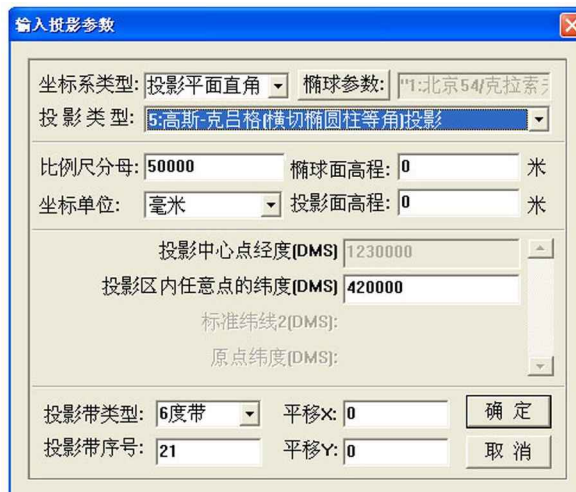 输入投影参数
坐标系类型: 投影平面直角 椭球参数: "1:北京54/克拉索
投影类型: 5:高斯-克吕格(横切椭圆柱等角)投影
比例尺分母: 50000 椭球面高程: 0 米
坐标单位: 毫米 投影面高程: 0 米
投影中心点经度(DMS) 1230000
投影区内任意点的纬度(DMS) 420000
标准纬线2(DMS):
原点纬度(DMS):
投影带类型: 6度带 平移X: 0 确定
投影带序号: 21 平移Y: 0 取消